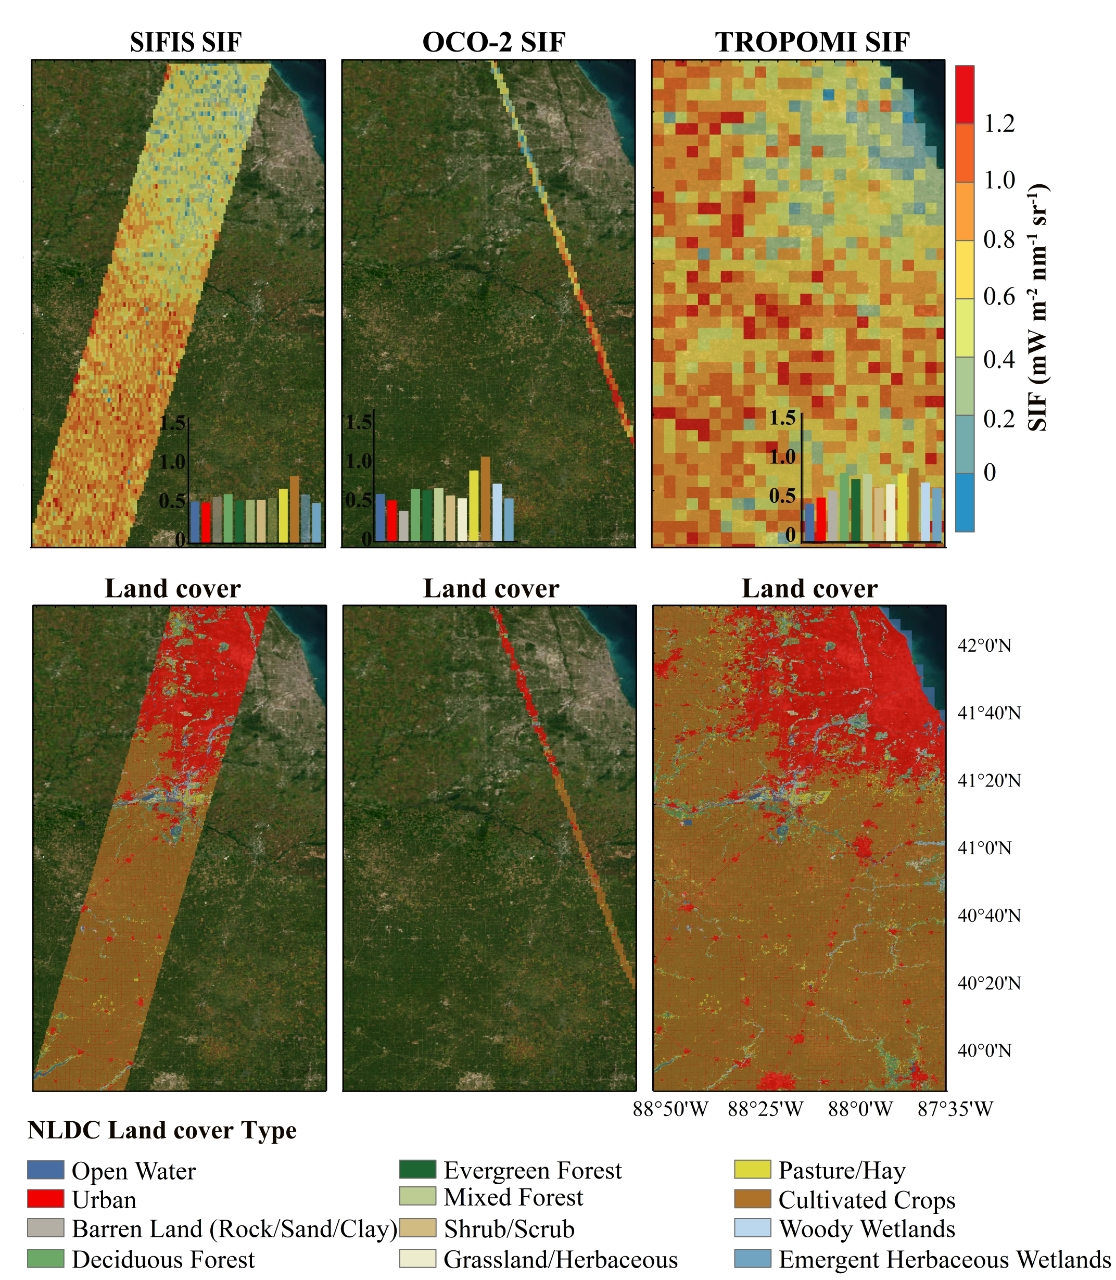 SIFIS SIF OCO-2 SIF TROPOMI SIF
1.2
1.0
0.8
0.6
0.4
0.2
0
SIF (mW m-2 nm-1 sr-1)
1.5
1.0
0.5
0
1.5
1.0
0.5
0
1.5
1.0
0.5
0
Land cover Land cover Land cover
42°0'N
41°40'N
41°20'N
41°0'N
40°40'N
40°20'N
40°0'N
88°50'W 88°25'W 88°0'W 87°35'W
NLDC Land cover Type
Open Water Evergreen Forest Pasture/Hay
Urban Mixed Forest Cultivated Crops
Barren Land (Rock/Sand/Clay) Shrub/Scrub Woody Wetlands
Deciduous Forest Grassland/Herbaceous Emergent Herbaceous Wetlands